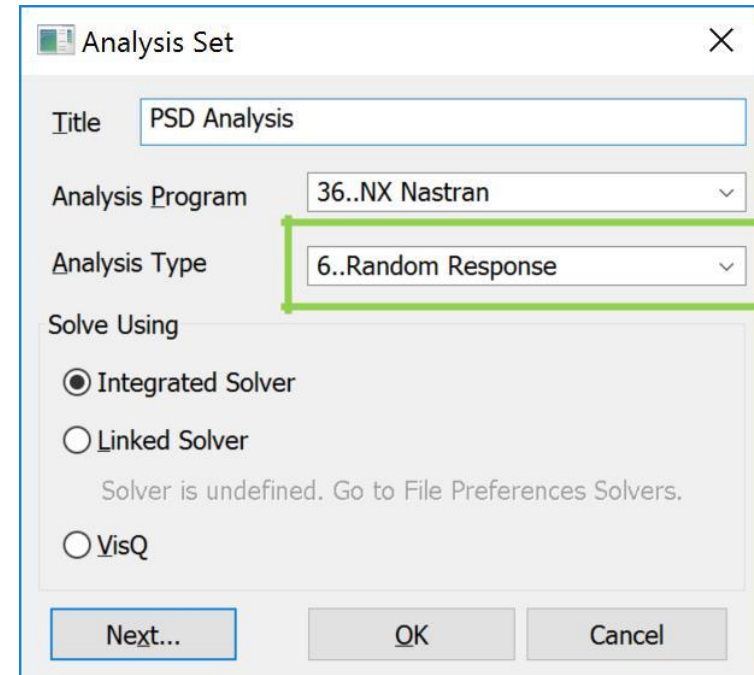 Analysis Set
Title PSD Analysis
Analysis Program 36..NX Nastran
Analysis Type 6..Random Response
Solve Using
Integrated Solver
Linked Solver
Solver is undefined. Go to File Preferences Solvers.
VisQ
Next... OK Cancel